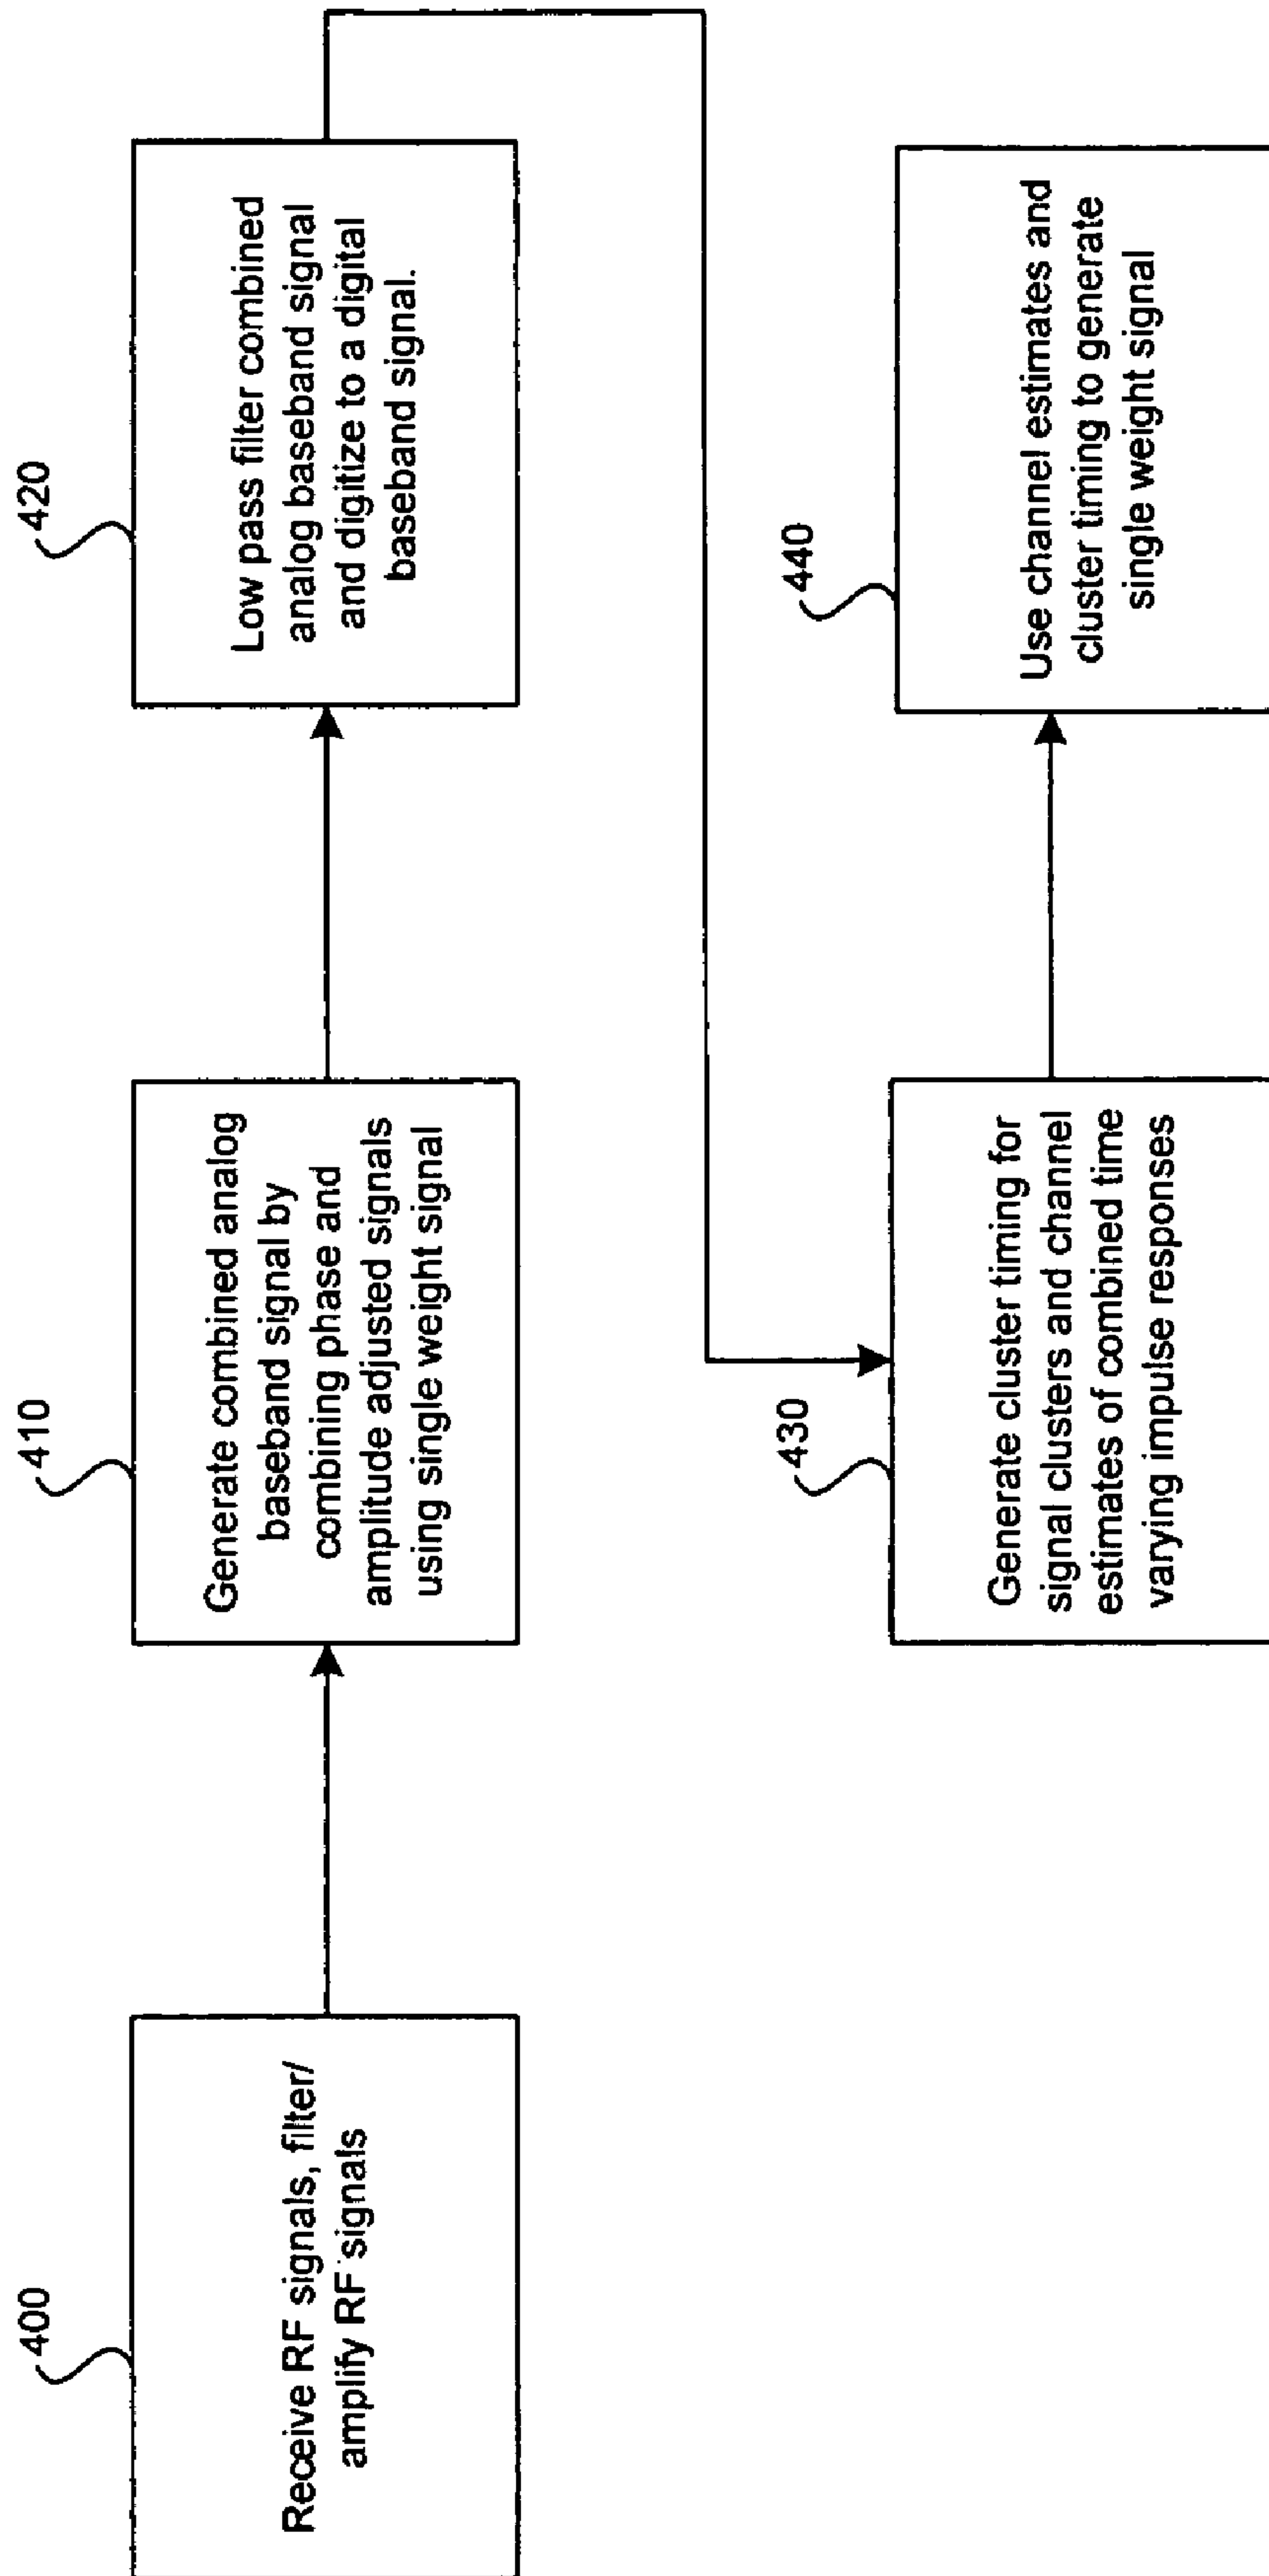 400
Receive RF signals, filter/
amplify RF signals
410
Generate combined analog
baseband signal by
combining phase and
amplitude adjusted signals
using single weight signal
420
Low pass filter combined
analog baseband signal
and digitize to a digital
baseband signal.
430
Generate cluster timing for
signal clusters and channel
estimates of combined time
varying impulse responses
440
Use channel estimates and
cluster timing to generate
single weight signal